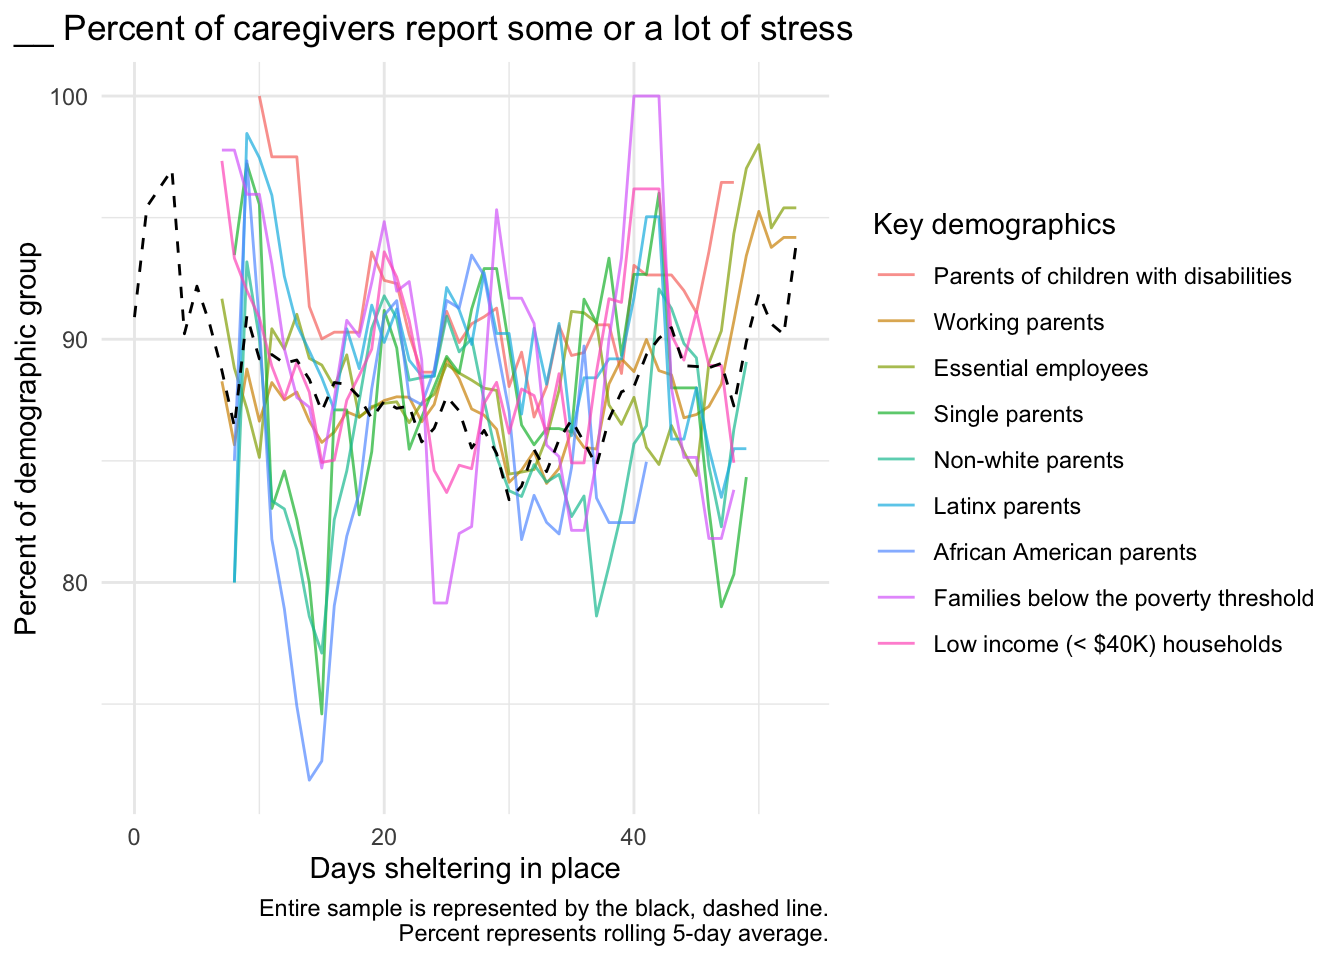 __ Percent of caregivers report some or a lot of stress
Percent of demographic group
100
90
80
0
20
40
Days sheltering in place
Key demographics
Parents of children with disabilities
Working parents
Essential employees
Single parents
Non-white parents
Latinx parents
African American parents
Families below the poverty threshold
Low income (< $40K) households
Entire sample is represented by the black, dashed line.
Percent represents rolling 5-day average.